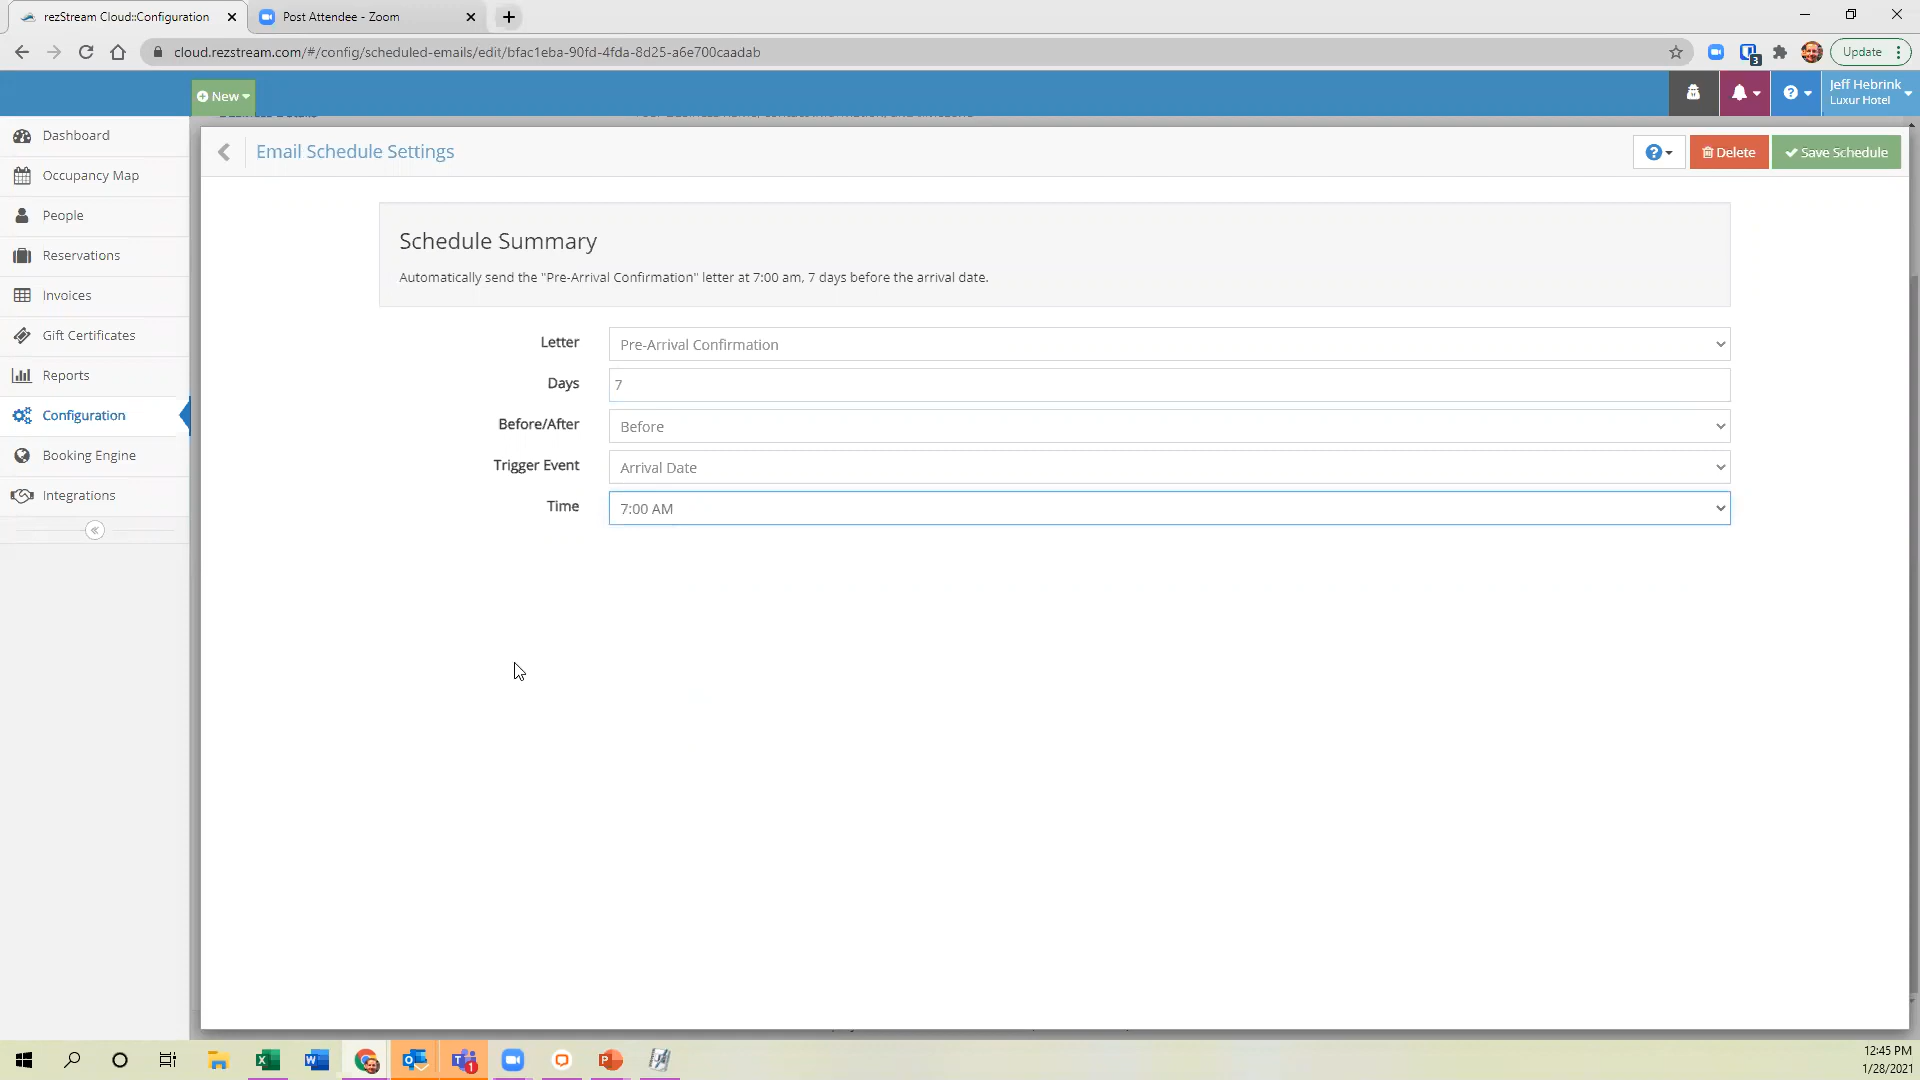 rezStream Cloud::Configuration
Post Attendee - Zoom
cloud.rezstream.com/#/config/scheduled-emails/edit/bfac1eba-90fd-4fda-8d25-a6e700caadab
3
Update
New
Jeff Hebrink
Luxur Hotel
Dashboard
Occupancy Map
People
Reservations
Invoices
Gift Certificates
Reports
Configuration
Booking Engine
Integrations
Email Schedule Settings
Delete
Save Schedule
Schedule Summary
Automatically send the "Pre-Arrival Confirmation" letter at 7:00 am, 7 days before the arrival date.
Letter
Pre-Arrival Confirmation
Days
7
Before/After
Before
Trigger Event
Arrival Date
Time
7:00 AM
1
12:45 PM
1/28/2021